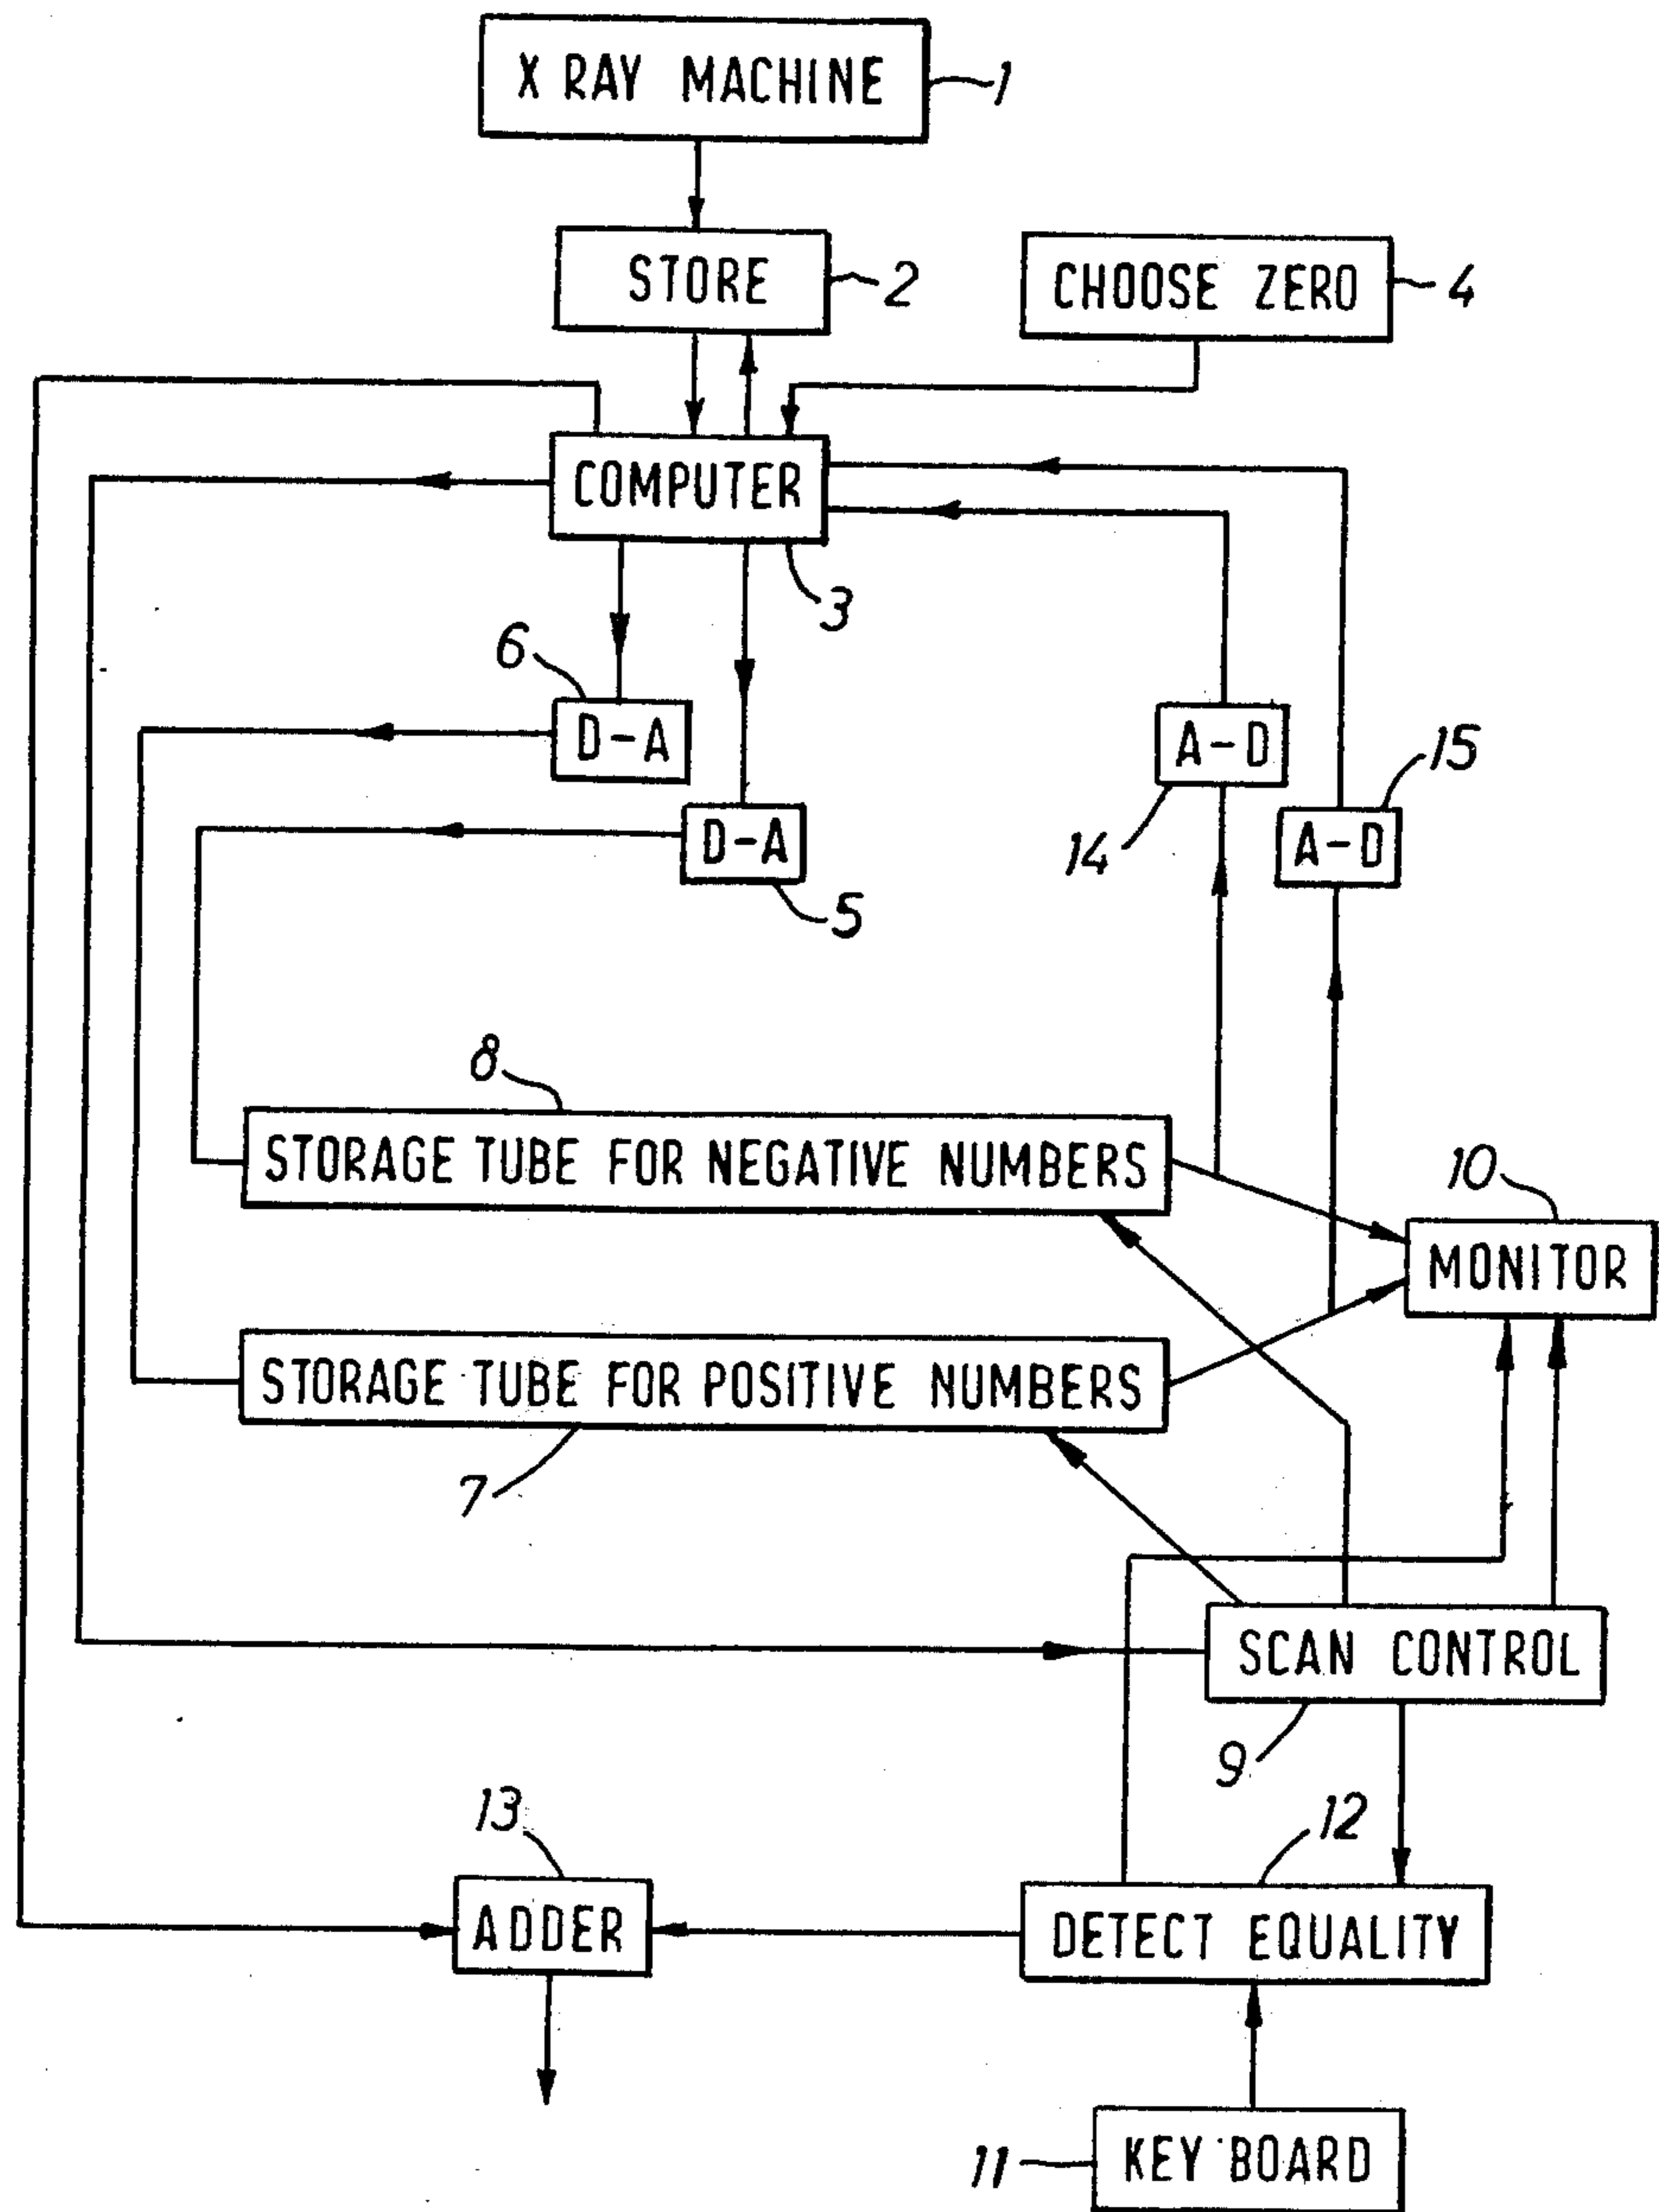 X RAY MACHINE
1
STORE
2
CHOOSE ZERO
4
COMPUTER
3
6
D-A
A-D
15
14
A-D
D-A
5
8
STORAGE TUBE FOR NEGATIVE NUMBERS
10
MONITOR
STORAGE TUBE FOR POSITIVE NUMBERS
7
SCAN CONTROL
9
13
12
ADDER
DETECT EQUALITY
11
KEY BOARD